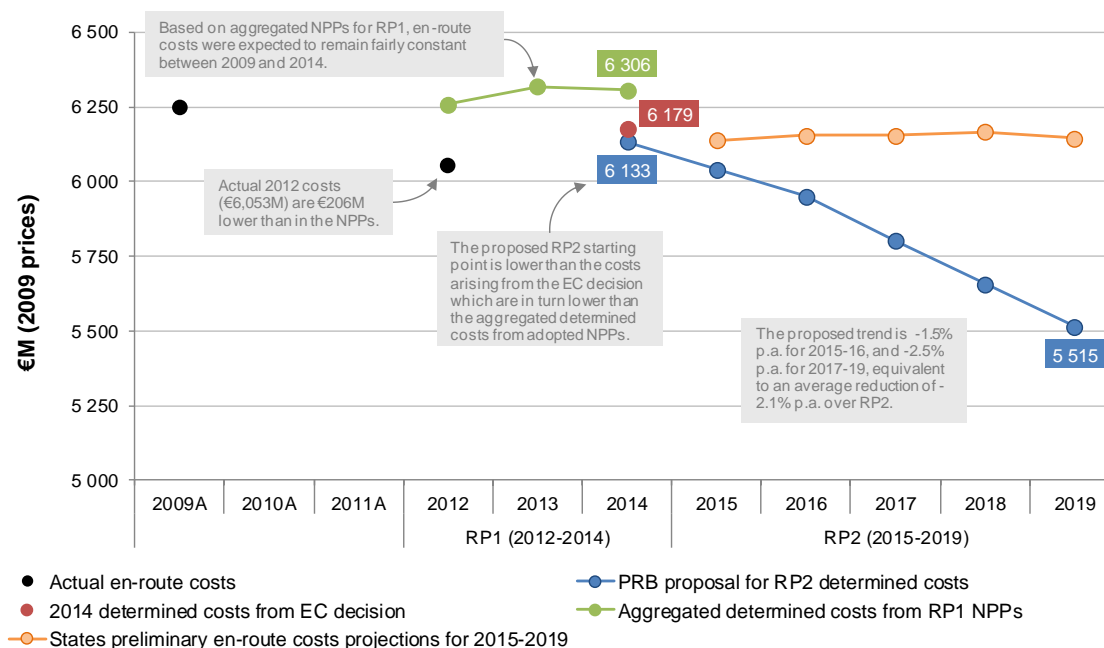 6 500
6 250
6 000
5 750
5 500
5 250
5 000
€M (2009 prices)
Based on aggregated NPPs for RP1, en-route
costs were expected to remain fairly constant
between 2009 and 2014.
6 306
6 179
6 133
Actual 2012 costs
(€6,053M) are €206M
lower than in the NPPs.
The proposed RP2 starting
point is lower than the costs
arising from the EC decision
which are in turn lower than
the aggregated determined
costs from adopted NPPs.
The proposed trend is -1.5%
p.a. for 2015-16, and -2.5%
p.a. for 2017-19, equivalent
to an average reduction of -
2.1% p.a. over RP2.
5 515
2009A 2010A 2011A 2012 2013 2014 2015 2016 2017 2018 2019
RP1 (2012-2014) RP2 (2015-2019)
Actual en-route costs
PRB proposal for RP2 determined costs
2014 determined costs from EC decision
Aggregated determined costs from RP1 NPPs
States preliminary en-route costs projections for 2015-2019